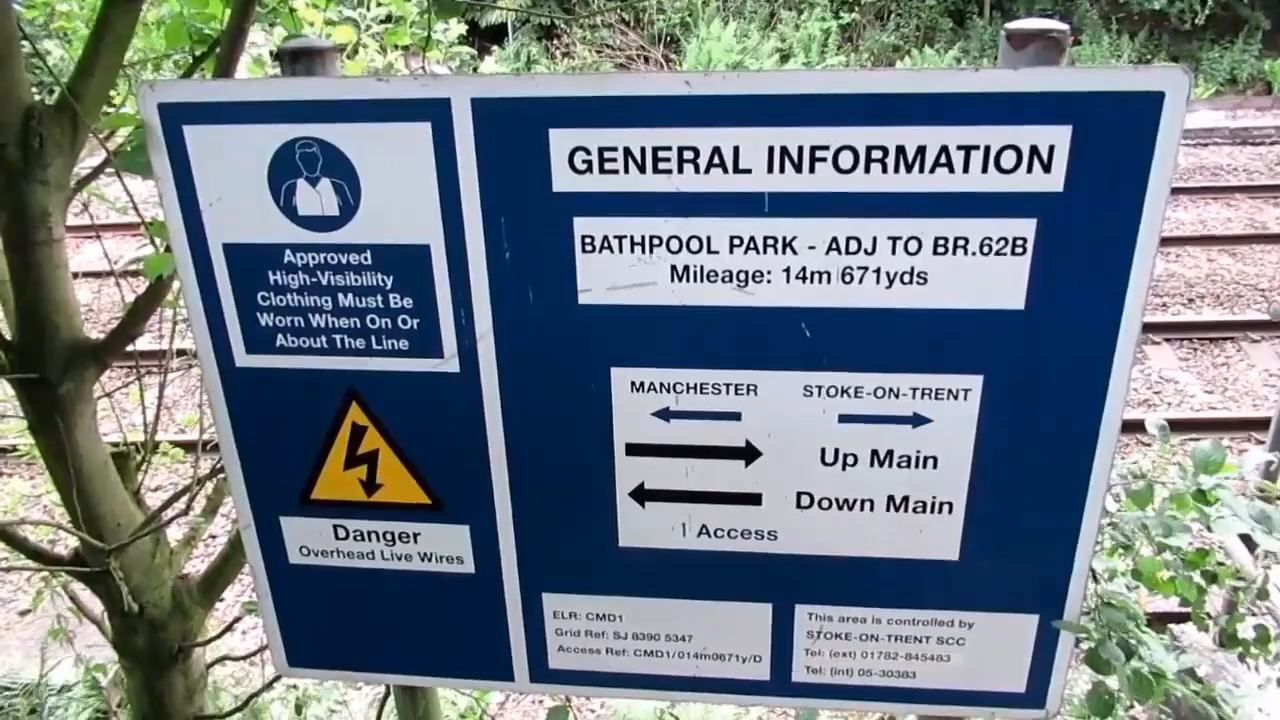 Approved
High-Visibility
Clothing Must Be
Worn When On Or
About The Line
Danger
Overhead Live Wires
GENERAL INFORMATION
BATHPOOL PARK - ADJ TO BR.62B
Mileage: 14m 671yds
MANCHESTER STOKE-ON-TRENT
Up Main
Down Main
Access
ELR: CMD1
Grid Ref: SJ 8390 5347
Access Ref: CMD1/014m0671y/D
This area is controlled by
STOKE-ON-TRENT SCC
Tel: (ext) 01782-845483
Tel: (int) 05-30383